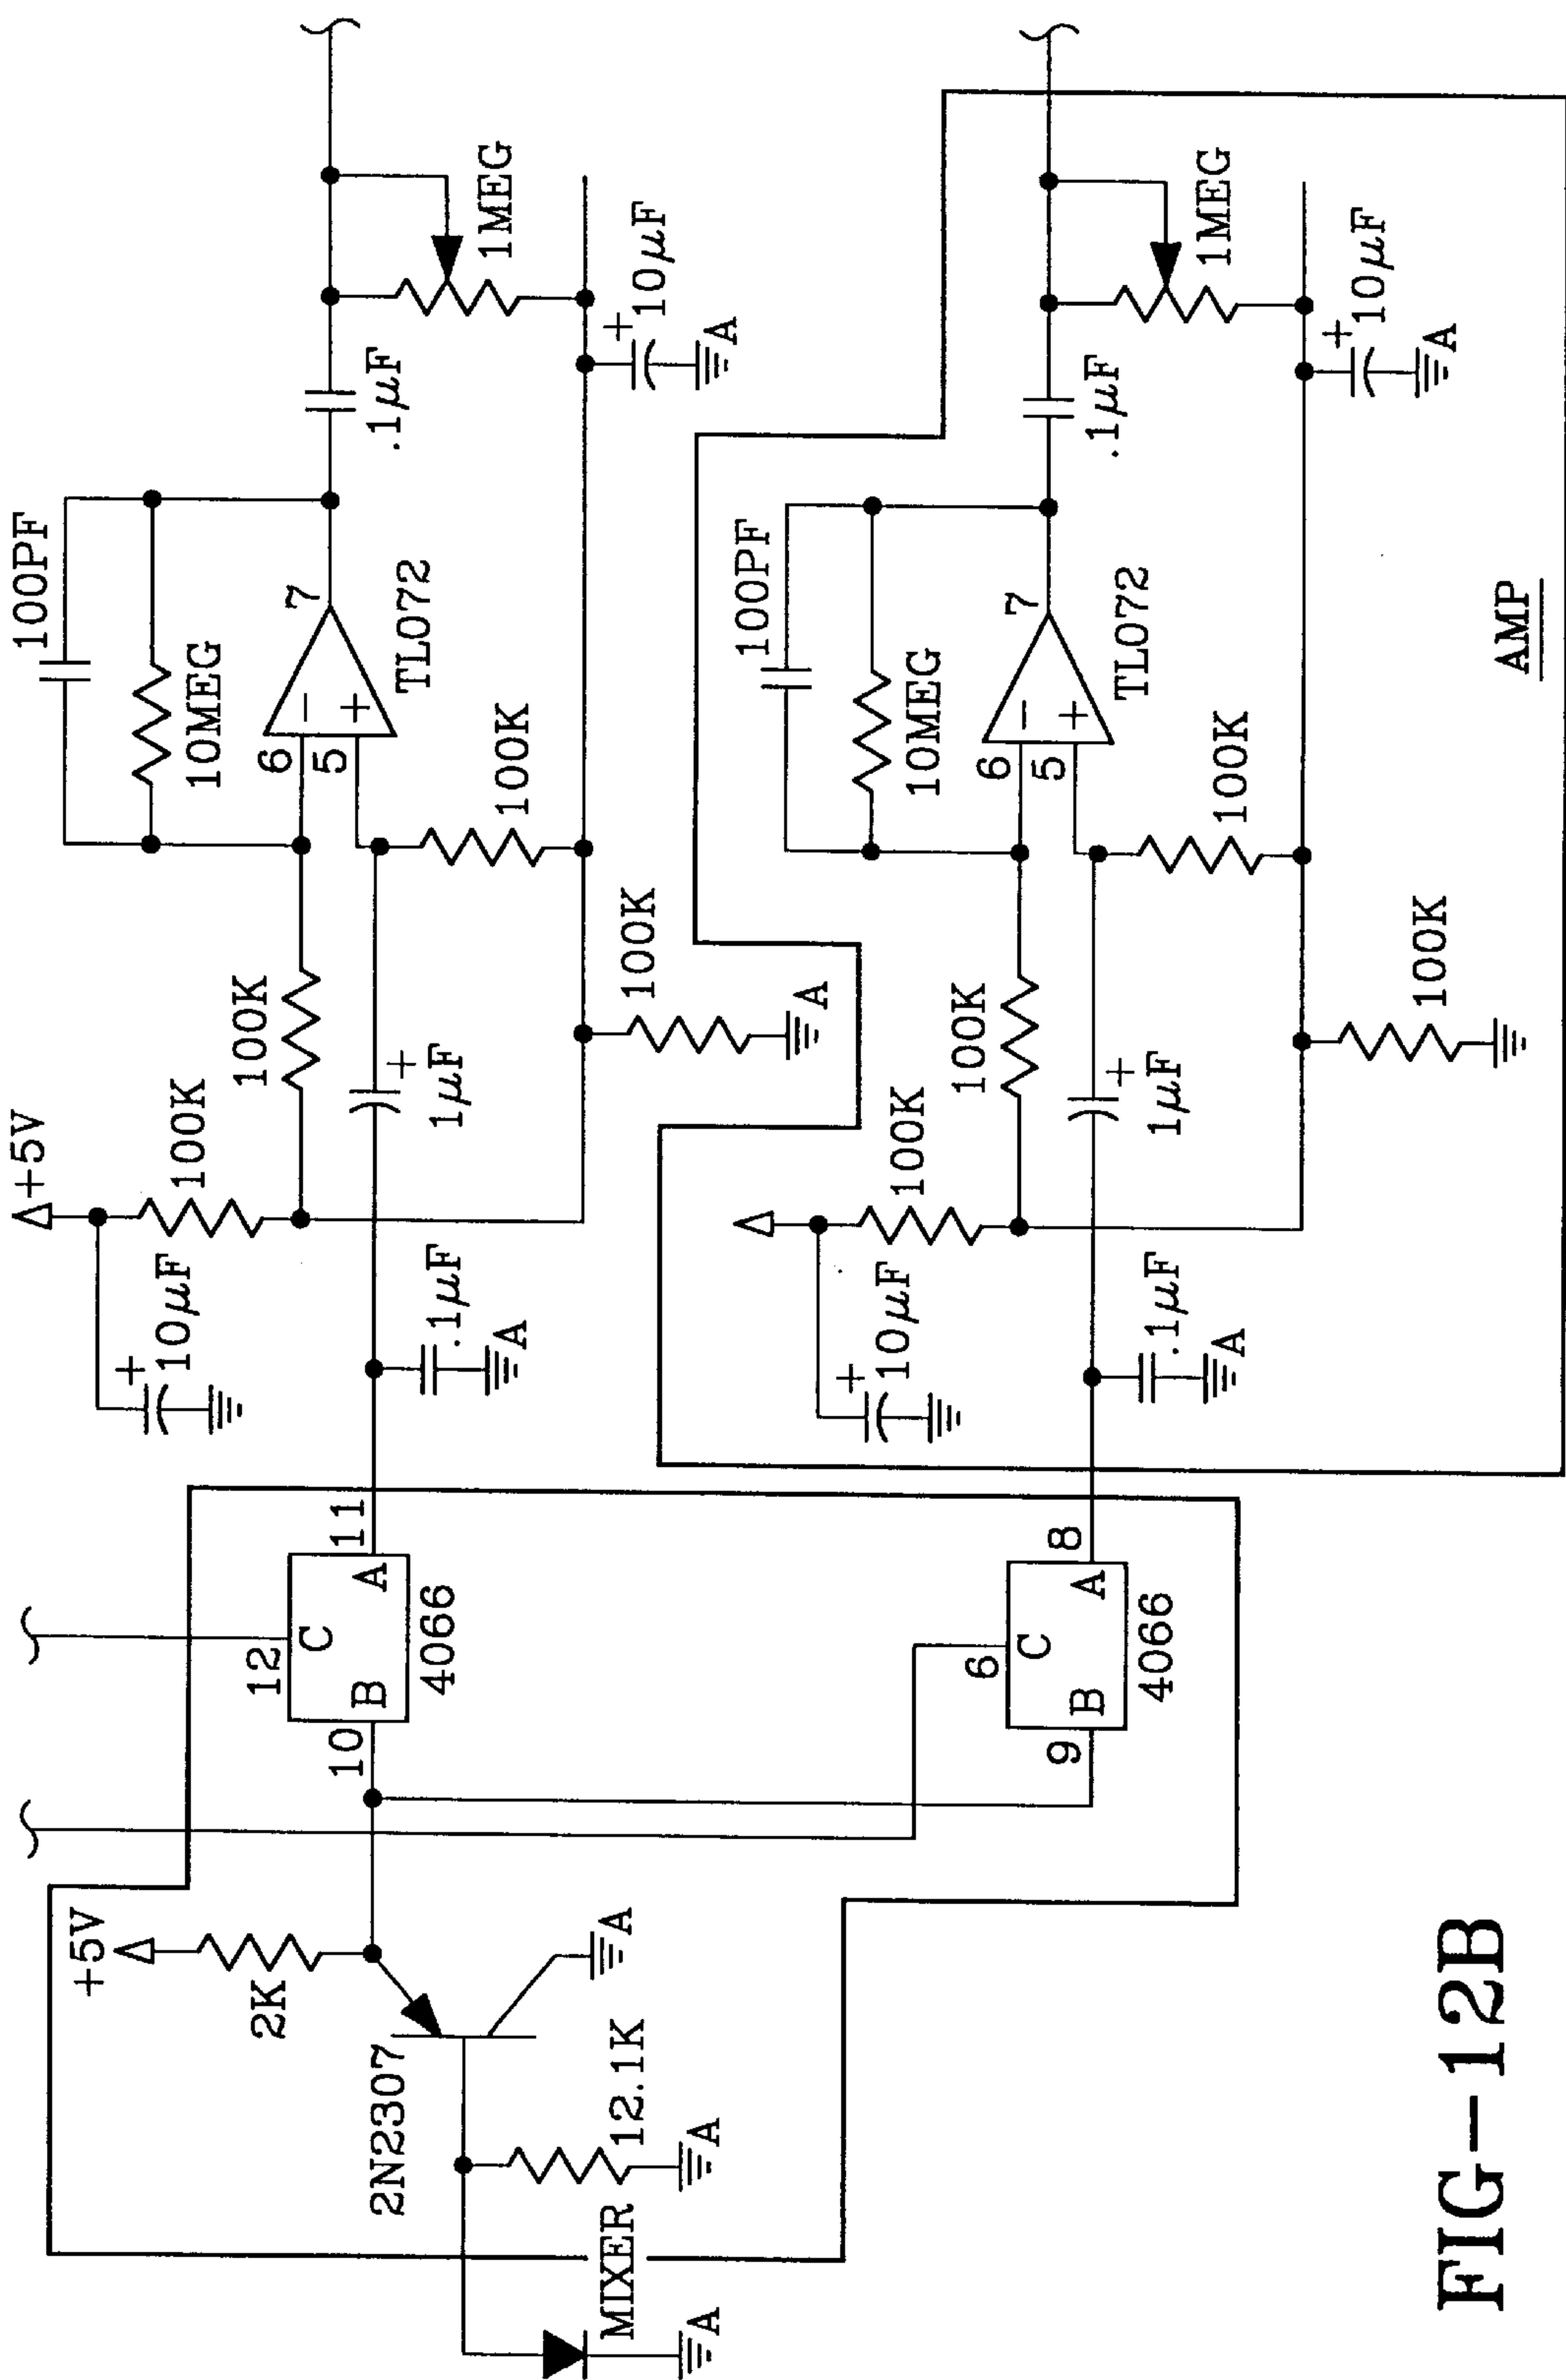 +5V
100PF
10MEG
100K
10µF
+
100K
6
5
−
+
7
TL072
.1µF
1MEG
12
C
B
A
10
11
4066
.1µF
A
+
1µF
100K
100K
A
+
10µF
A
+5V
2K
2N2307
A
12.1K
A
MIXER
A
6
C
B
A
9
8
4066
100PF
10MEG
100K
+
10µF
100K
6
5
−
+
7
TL072
.1µF
1MEG
.1µF
A
+
1µF
100K
100K
+
10µF
A
AMP
FIG-12B